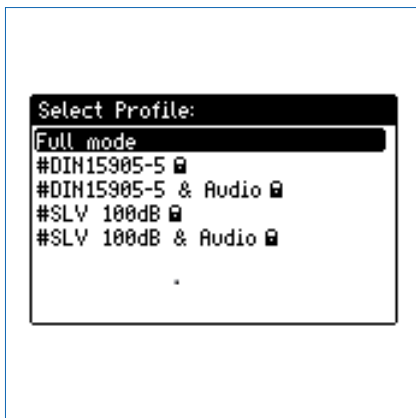 Select Profile:
Full mode
#DIN15905-5
#DIN15905-5 & Audio
#SLV 100dB
#SLV 100dB & Audio